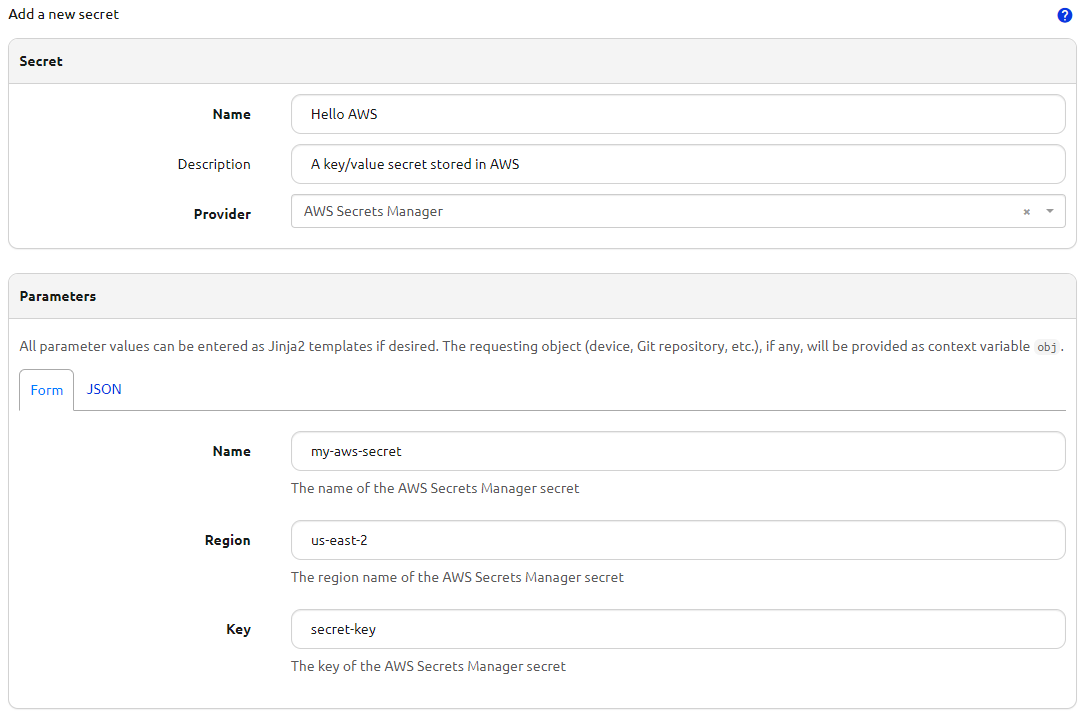 Add a new secret
?
Secret
Name Hello AWS
Description A key/value secret stored in AWS
Provider AWS Secrets Manager × 
Parameters
All parameter values can be entered as Jinja2 templates if desired. The requesting object (device, Git repository, etc.), if any, will be provided as context variable obj .
Form JSON
Name my-aws-secret
The name of the AWS Secrets Manager secret
Region us-east-2
The region name of the AWS Secrets Manager secret
Key secret-key
The key of the AWS Secrets Manager secret